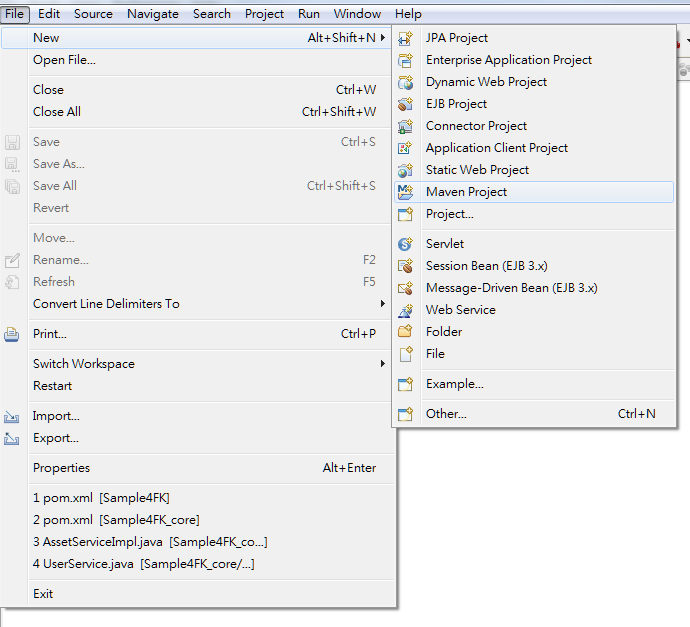 File Edit Source Navigate Search Project Run Window Help
New Alt+Shift+N
Open File...
Close Ctrl+W
Close All Ctrl+Shift+W
Save Ctrl+S
Save As...
Save All Ctrl+Shift+S
Revert
Move...
Rename... F2
Refresh F5
Convert Line Delimiters To
Print... Ctrl+P
Switch Workspace
Restart
Import...
Export...
Properties Alt+Enter
1 pom.xml [Sample4FK]
2 pom.xml [Sample4FK_core]
3 AssetServiceImpl.java [Sample4FK_co...]
4 UserService.java [Sample4FK_core/...]
Exit
JPA Project
Enterprise Application Project
Dynamic Web Project
EJB Project
Connector Project
Application Client Project
Static Web Project
Maven Project
Project...
Servlet
Session Bean (EJB 3.x)
Message-Driven Bean (EJB 3.x)
Web Service
Folder
File
Example...
Other... Ctrl+N